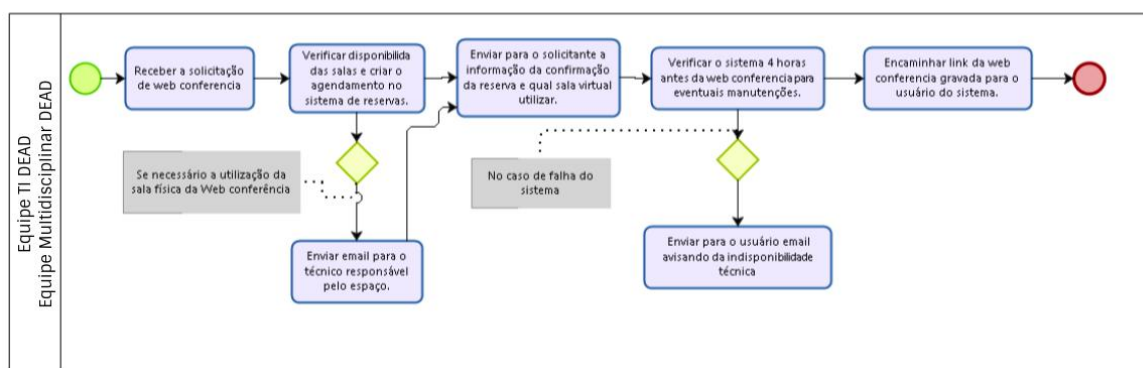 Equipe TI DEAD
Equipe Multidisciplinar DEAD
Receber a solicitação
de web conferencia
Verificar disponibilida
das salas e criar o
agendamento no
sistema de reservas.
Enviar para o solicitante a
informação da confirmação
da reserva e qual sala virtual
utilizar.
Verificar o sistema 4 horas
antes da web conferencia para
eventuais manutenções.
Encaminhar link da web
conferencia gravada para o
usuário do sistema.
Se necessário a utilização da
sala física da Web conferência
No caso de falha do
sistema
Enviar email para o
técnico responsável
pelo espaço.
Enviar para o usuário email
avisando da indisponibilidade
técnica